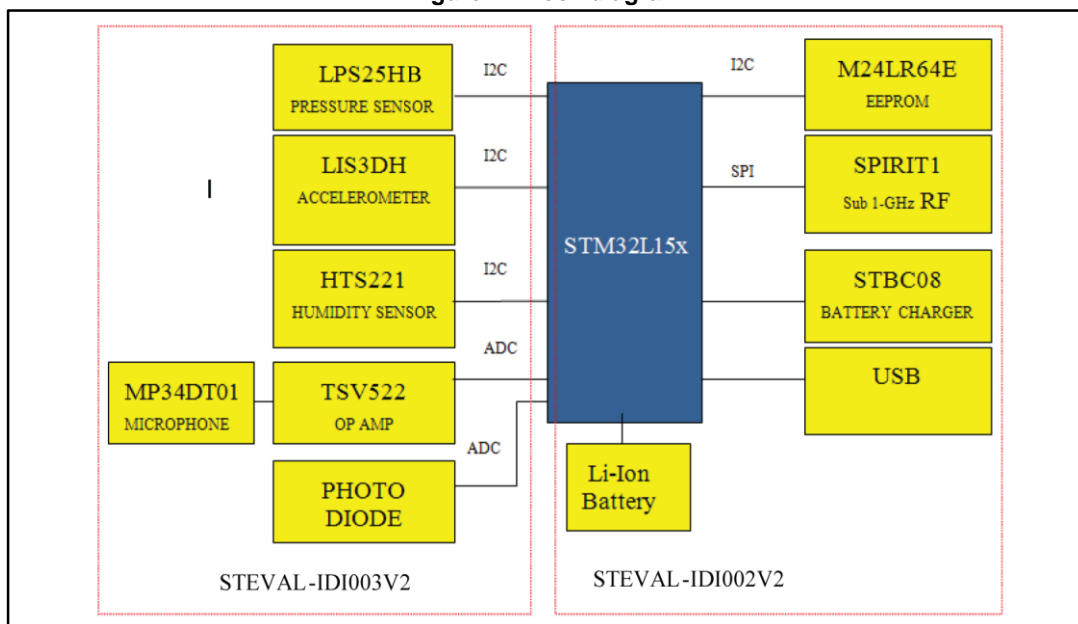 LPS25HB
PRESSURE SENSOR
I2C
I2C
M24LR64E
EEPROM
LIS3DH
ACCELEROMETER
I2C
SPI
SPIRIT1
Sub 1-GHz RF
I
STM32L15x
HTS221
HUMIDITY SENSOR
I2C
STBC08
BATTERY CHARGER
ADC
MP34DT01
MICROPHONE
TSV522
OP AMP
USB
ADC
PHOTO
DIODE
Li-Ion
Battery
STEVAL-IDI003V2
STEVAL-IDI002V2